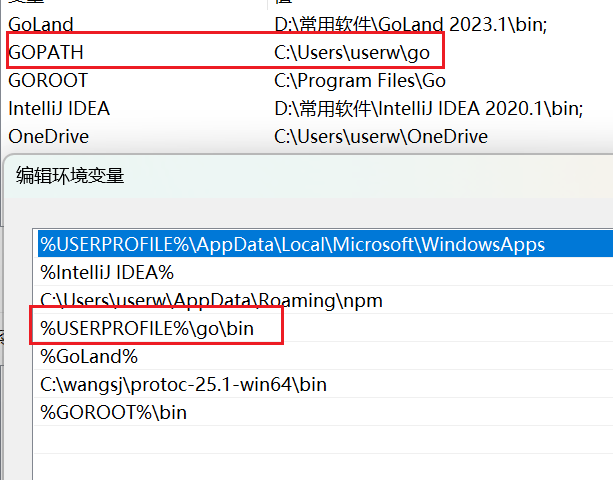 变量 值
GoLand D:\常用软件\GoLand 2023.1\bin;
GOPATH C:\Users\userw\go
GOROOT C:\Program Files\Go
IntelliJ IDEA D:\常用软件\IntelliJ IDEA 2020.1\bin;
OneDrive C:\Users\userw\OneDrive
编辑环境变量
%USERPROFILE%\AppData\Local\Microsoft\WindowsApps
%IntelliJ IDEA%
C:\Users\userw\AppData\Roaming\npm
%USERPROFILE%\go\bin
%GoLand%
C:\wangsj\protoc-25.1-win64\bin
%GOROOT%\bin